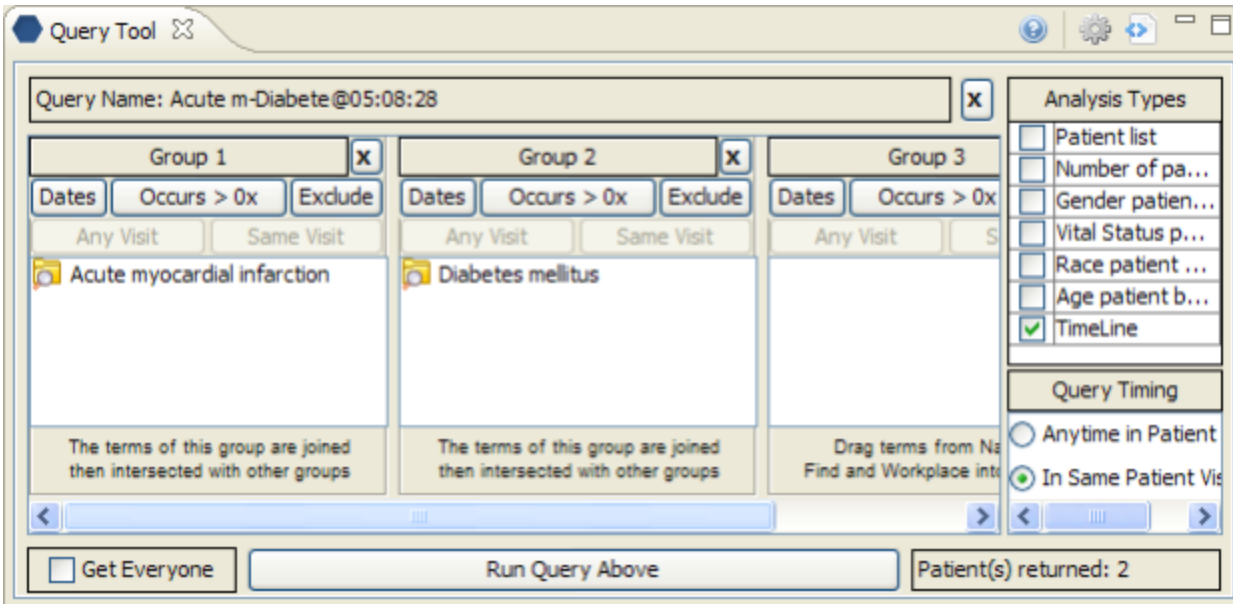 Query Tool
Query Name: Acute m-Diabete@05:08:28
x
Analysis Types
Group 1
x
Group 2
x
Group 3
Dates
Occurs > 0x
Exclude
Dates
Occurs > 0x
Exclude
Dates
Occurs > 0x
Any Visit
Same Visit
Any Visit
Same Visit
Any Visit
S
Acute myocardial infarction
Diabetes mellitus
Patient list
Number of pa...
Gender patien...
Vital Status p...
Race patient ...
Age patient b...
TimeLine
Query Timing
Anytime in Patient
In Same Patient Vis
The terms of this group are joined
then intersected with other groups
The terms of this group are joined
then intersected with other groups
Drag terms from Na
Find and Workplace into
Get Everyone
Run Query Above
Patient(s) returned: 2